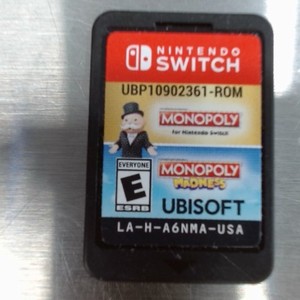 NINTENDO
SWITCH
UBP10902361-ROM
MONOPOLY
for Nintendo Switch
EVERYONE
E
ESRB
MONOPOLY
MADNESS
UBISOFT
LA-H-A6NMA-USA